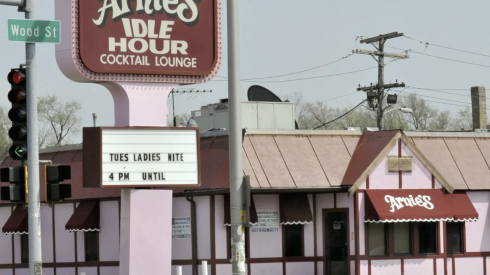 Wood St
Arnie's
IDLE
HOUR
COCKTAIL LOUNGE
TUES LADIES NITE
4 PM UNTIL
Arnie's